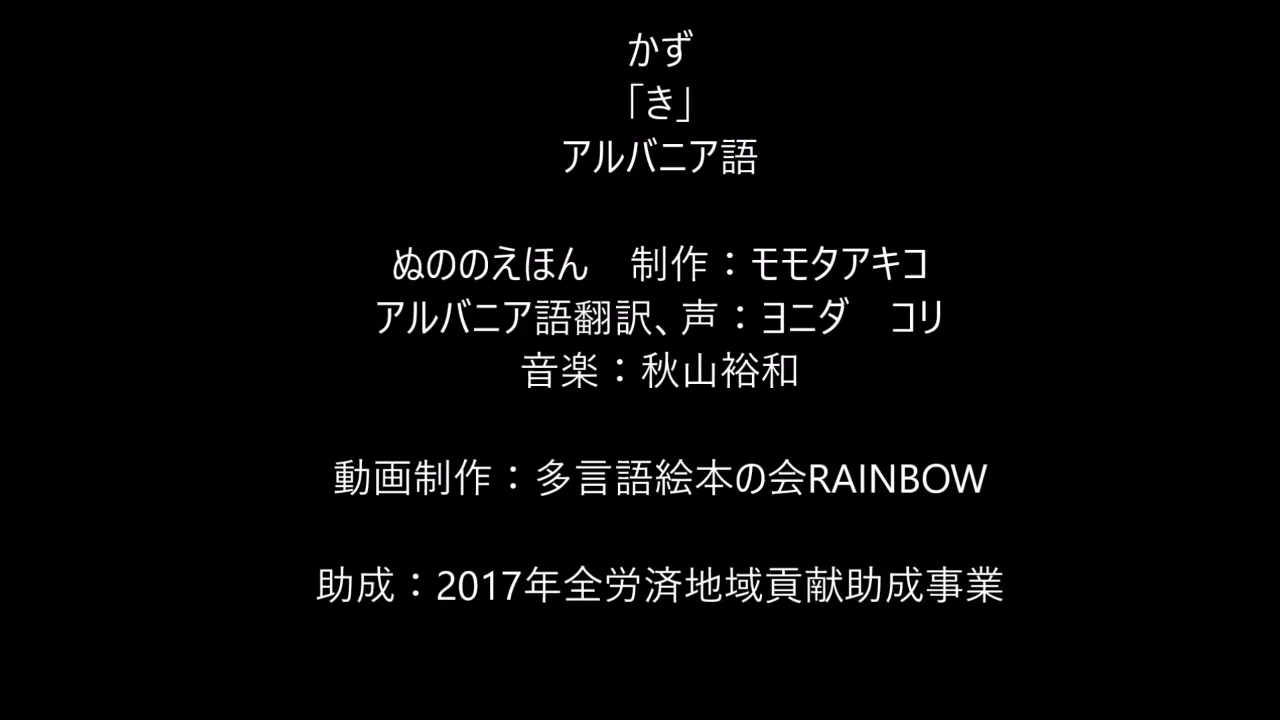 かず
「き」
アルバニア語
ぬののえほん　制作：モモタアキコ
アルバニア語翻訳、声：ヨニダ　コリ
音楽：秋山裕和
動画制作：多言語絵本の会RAINBOW
助成：2017年全労済地域貢献助成事業